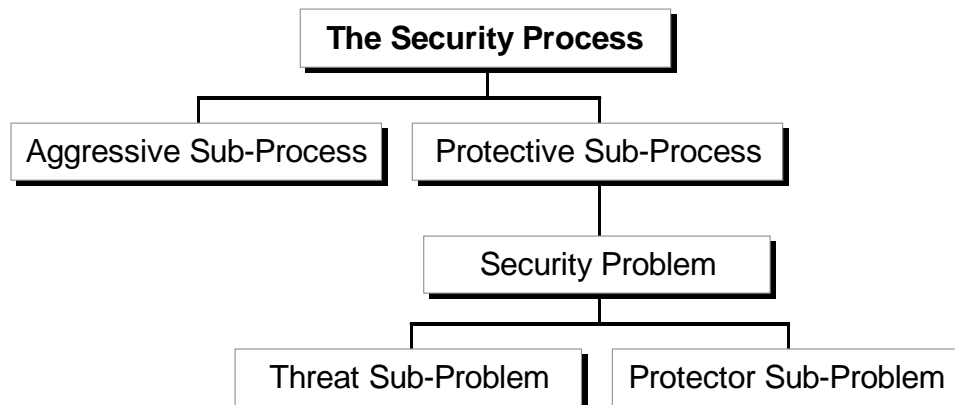 The Security Process
Aggressive Sub-Process
Protective Sub-Process
Security Problem
Threat Sub-Problem
Protector Sub-Problem